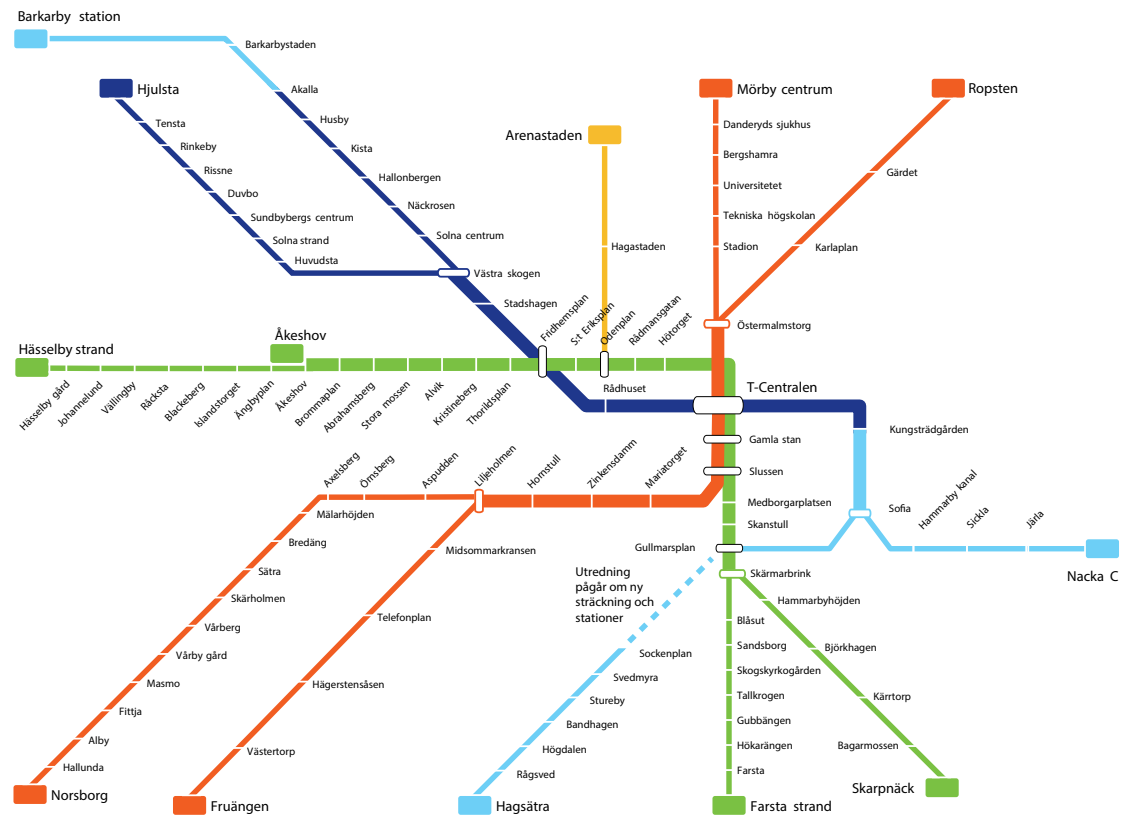 Barkarby station
Barkarbystaden
Hjulsta
Akalla
Tensta
Husby
Rinkeby
Kista
Rissne
Hallonbergen
Duvbo
Näckrosen
Sundbybergs centrum
Solna centrum
Solna strand
Huvudsta
Västra skogen
Stadshagen
Arenastaden
Hagastaden
Mörby centrum
Danderyds sjukhus
Bergshamra
Universitetet
Tekniska högskolan
Stadion
Ropsten
Gärdet
Karlaplan
Östermalmstorg
Fridhemsplan
S:t Eriksplan
Odenplan
Rådmansgatan
Hötorget
Hässelby strand
Åkeshov
Hässelby gård
Johannelund
Vällingby
Råcksta
Blackeberg
Islandstorget
Ängbyplan
Åkeshov
Brommaplan
Abrahamsberg
Stora mossen
Alvik
Kristineberg
Thorildsplan
Rådhuset
T-Centralen
Kungsträdgården
Gamla stan
Slussen
Axelsberg
Örnsberg
Aspudden
Liljeholmen
Hornstull
Zinkensdamm
Mariatorget
Medborgarplatsen
Skanstull
Gullmarsplan
Skärmarbrink
Sofia
Hammarby kanal
Sickla
Järla
Nacka C
Mälarhöjden
Bredäng
Sätra
Skärholmen
Vårberg
Vårby gård
Masmo
Fittja
Alby
Hallunda
Norsborg
Midsommarkransen
Telefonplan
Hägerstensåsen
Västertorp
Fruängen
Utredning
pågår om ny
sträckning och
stationer
Sockenplan
Svedmyra
Stureby
Bandhagen
Högdalen
Rågsved
Hagsätra
Blåsut
Sandsborg
Skogskyrkogården
Tallkrogen
Gubbängen
Hökarängen
Farsta
Farsta strand
Hammarbyhöjden
Björkhagen
Kärrtorp
Bagarmossen
Skarpnäck